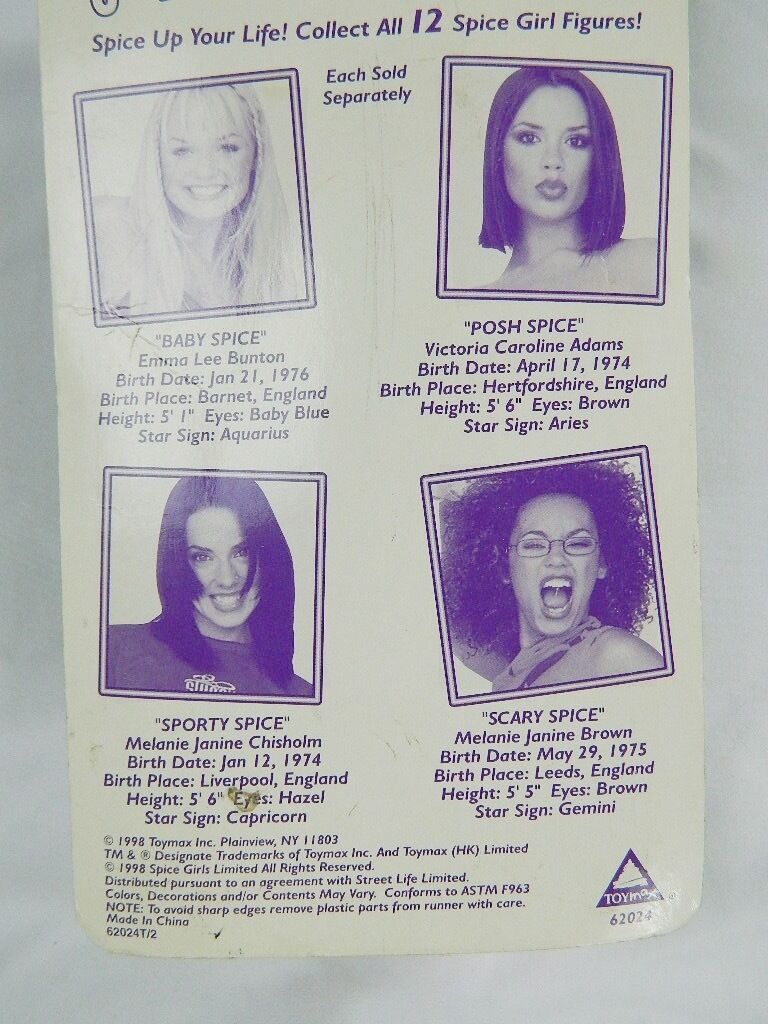 Spice Up Your Life! Collect All 12 Spice Girl Figures!
Each Sold
Separately
"BABY SPICE"
Emma Lee Bunton
Birth Date: Jan 21, 1976
Birth Place: Barnet, England
Height: 5' 1" Eyes: Baby Blue
Star Sign: Aquarius
"POSH SPICE"
Victoria Caroline Adams
Birth Date: April 17, 1974
Birth Place: Hertfordshire, England
Height: 5' 6" Eyes: Brown
Star Sign: Aries
"SPORTY SPICE"
Melanie Janine Chisholm
Birth Date: Jan 12, 1974
Birth Place: Liverpool, England
Height: 5' 6" Eyes: Hazel
Star Sign: Capricorn
"SCARY SPICE"
Melanie Janine Brown
Birth Date: May 29, 1975
Birth Place: Leeds, England
Height: 5' 5" Eyes: Brown
Star Sign: Gemini
© 1998 Toymax Inc. Plainview, NY 11803
TM & ® Designate Trademarks of Toymax Inc. And Toymax (HK) Limited
© 1998 Spice Girls Limited All Rights Reserved.
Distributed pursuant to an agreement with Street Life Limited.
Colors, Decorations and/or Contents May Vary. Conforms to ASTM F963
NOTE: To avoid sharp edges remove plastic parts from runner with care.
Made In China
62024T/2
TOYmax ®
62024